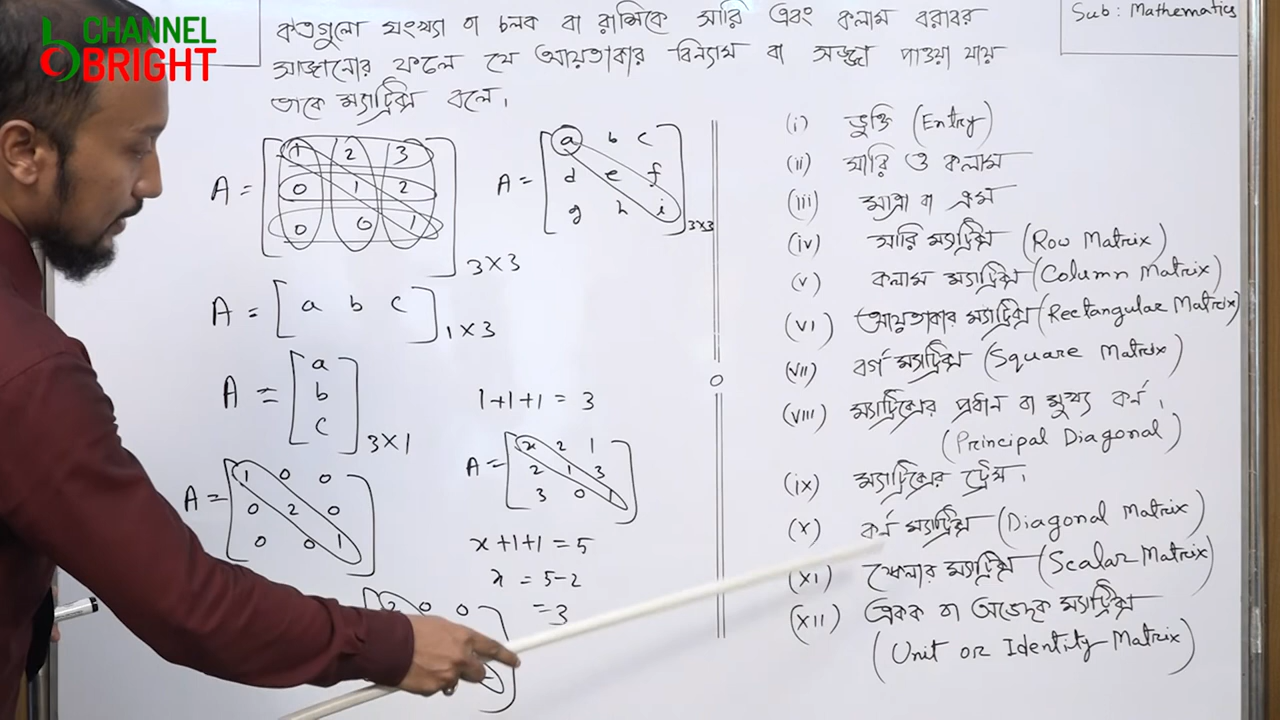 CHANNEL
BRIGHT
Sub : Mathematics
কতগুলো সংখ্যা বা চলক বা রাশিকে সারি এবং কলাম বরাবর
সাজানোর ফলে যে আয়তাকার বিন্যাস বা সজ্জা পাওয়া যায়
তাকে ম্যাট্রিক্স বলে।
A = [ 1 2 3
0 1 2
0 0 1 ] 3×3
A = [ a b c
d e f
g h i ] 3×3
A = [ a b c ] 1×3
A = [ a
b
c ] 3×1
A = [ 1 0 0
0 2 0
0 0 1 ]
1+1+1 = 3
A = [ x 2 1
2 1 3
3 0 1 ]
x+1+1 = 5
x = 5-2
= 3
2 0 0
(i) ভুক্তি (Entry)
(ii) সারি ও কলাম
(iii) মাত্রা বা ক্রম
(iv) সারি ম্যাট্রিক্স (Row Matrix)
(v) কলাম ম্যাট্রিক্স (Column Matrix)
(vi) আয়তাকার ম্যাট্রিক্স (Rectangular Matrix)
(vii) বর্গ ম্যাট্রিক্স (Square Matrix)
(viii) ম্যাট্রিক্সের প্রধান বা মুখ্য কর্ন।
(Principal Diagonal)
(ix) ম্যাট্রিক্সের ট্রেস।
(x) কর্ন ম্যাট্রিক্স (Diagonal Matrix)
(xi) স্কেলার ম্যাট্রিক্স (Scalar Matrix)
(xii) একক বা অভেদক ম্যাট্রিক্স
(Unit or Identity Matrix)